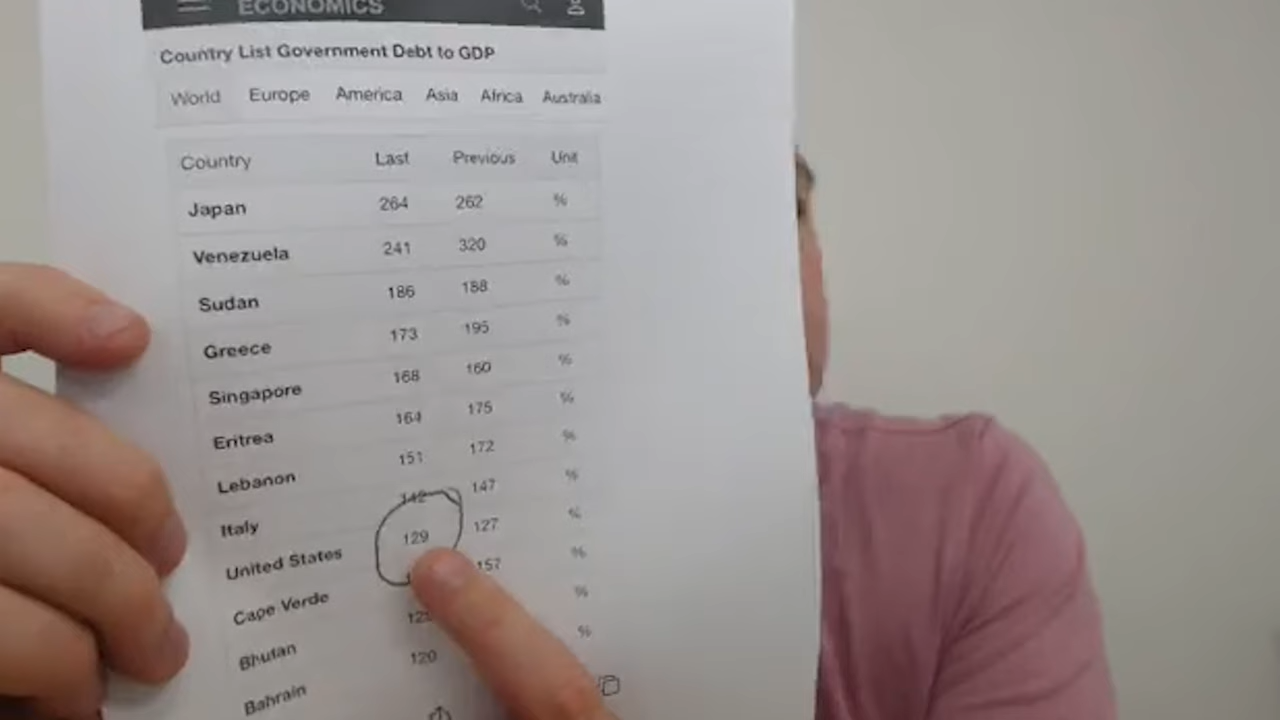 ECONOMICS
Country List Government Debt to GDP
World Europe America Asia Africa Australia
Country Last Previous Unit
Japan 264 262 %
Venezuela 241 320 %
Sudan 186 188 %
Greece 173 195 %
Singapore 168 160 %
Eritrea 164 175 %
Lebanon 151 172 %
Italy 142 147 %
United States 129 127 %
Cape Verde 157 %
Bhutan %
Bahrain 120 %